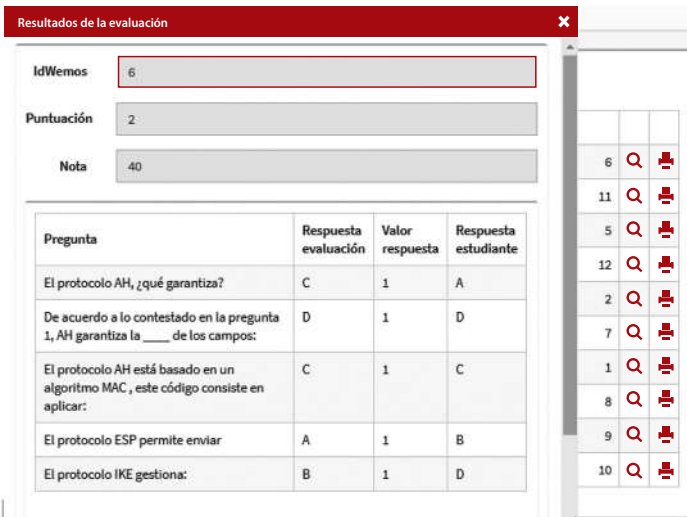 Resultados de la evaluación ×
IdWemos 6
Puntuación 2
Nota 40
Pregunta Respuesta evaluación Valor respuesta Respuesta estudiante
El protocolo AH, ¿qué garantiza? C 1 A
De acuerdo a lo contestado en la pregunta D 1 D
1, AH garantiza la ____ de los campos:
El protocolo AH está basado en un C 1 C
algoritmo MAC , este código consiste en
aplicar:
El protocolo ESP permite enviar A 1 B
El protocolo IKE gestiona: B 1 D
6
11
5
12
2
7
1
8
9
10